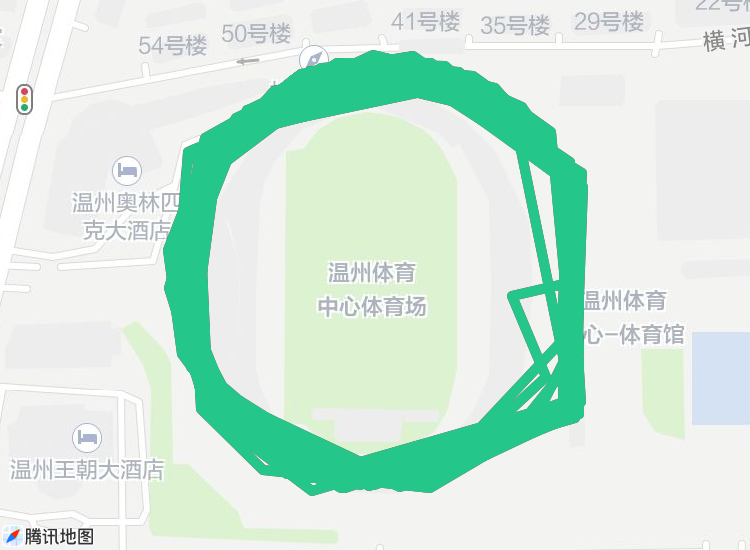 22号楼
41号楼
29号楼
35号楼
50号楼
54号楼
横河
温州奥林匹
克大酒店
温州体育
中心体育场
温州体育
心-体育馆
温州王朝大酒店
腾讯地图